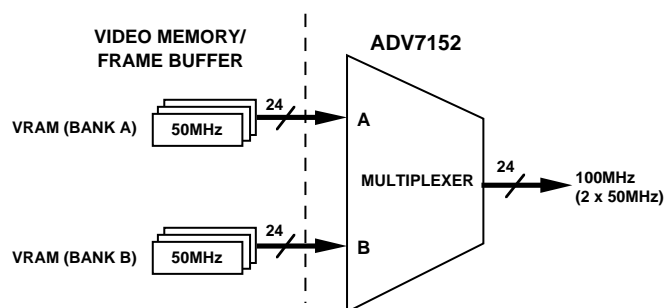 VIDEO MEMORY/
FRAME BUFFER
ADV7152
VRAM (BANK A)
50MHz
24
A
MULTIPLEXER
24
100MHz
(2 x 50MHz)
VRAM (BANK B)
50MHz
24
B